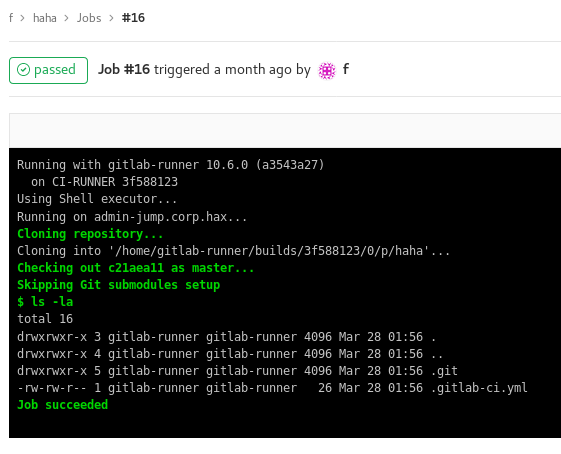 f > haha > Jobs > #16
passed Job #16 triggered a month ago by f
Running with gitlab-runner 10.6.0 (a3543a27)
  on CI-RUNNER 3f588123
Using Shell executor...
Running on admin-jump.corp.hax...
Cloning repository...
Cloning into '/home/gitlab-runner/builds/3f588123/0/p/haha'...
Checking out c21aea11 as master...
Skipping Git submodules setup
$ ls -la
total 16
drwxrwxr-x 3 gitlab-runner gitlab-runner 4096 Mar 28 01:56 .
drwxrwxr-x 4 gitlab-runner gitlab-runner 4096 Mar 28 01:56 ..
drwxrwxr-x 5 gitlab-runner gitlab-runner 4096 Mar 28 01:56 .git
-rw-rw-r-- 1 gitlab-runner gitlab-runner   26 Mar 28 01:56 .gitlab-ci.yml
Job succeeded